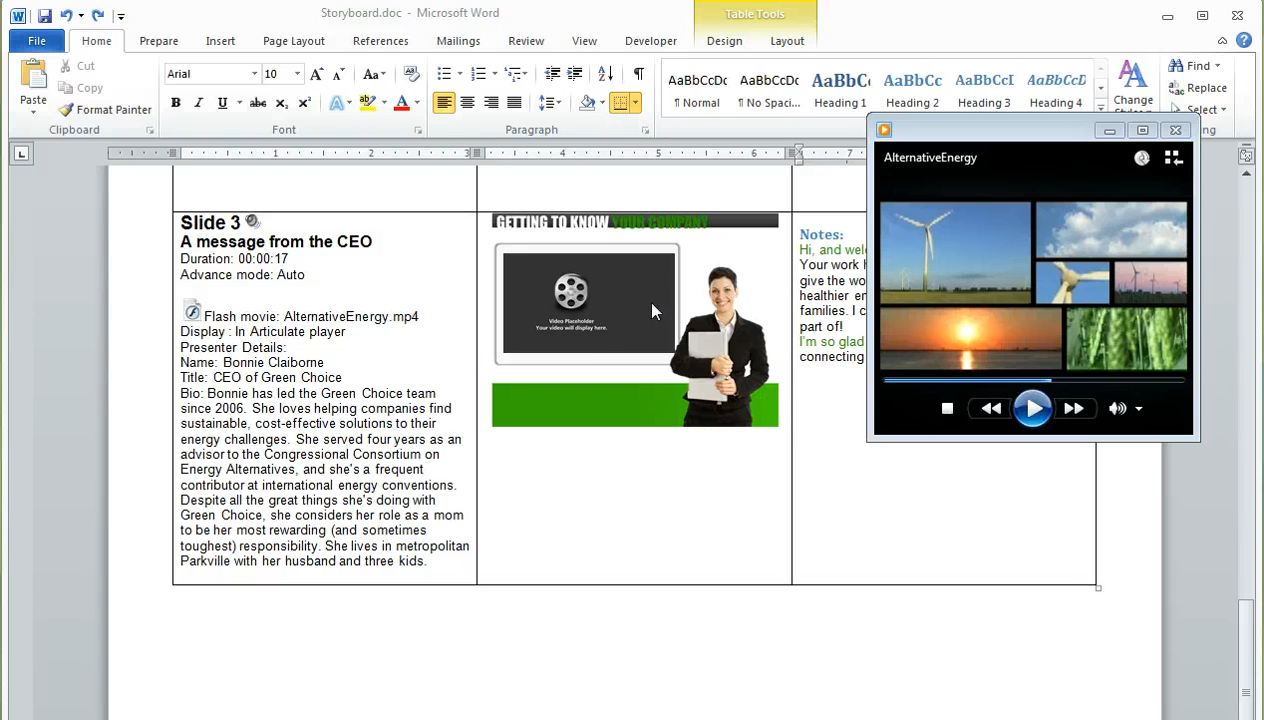 Storyboard.doc - Microsoft Word
Table Tools
File
Home
Prepare
Insert
Page Layout
References
Mailings
Review
View
Developer
Design
Layout
Paste
Cut
Copy
Format Painter
Clipboard
Arial
10
Font
Paragraph
AaBbCcDc
¶ Normal
AaBbCcDc
¶ No Spaci...
AaBbC
Heading 1
AaBbCc
Heading 2
AaBbCcI
Heading 3
AaBbCcD
Heading 4
Change
Find
Replace
Select
1
2
3
4
5
6
7
Slide 3
A message from the CEO
Duration: 00:00:17
Advance mode: Auto
Flash movie: AlternativeEnergy.mp4
Display : In Articulate player
Presenter Details:
Name: Bonnie Claiborne
Title: CEO of Green Choice
Bio: Bonnie has led the Green Choice team
since 2006. She loves helping companies find
sustainable, cost-effective solutions to their
energy challenges. She served four years as an
advisor to the Congressional Consortium on
Energy Alternatives, and she's a frequent
contributor at international energy conventions.
Despite all the great things she's doing with
Green Choice, she considers her role as a mom
to be her most rewarding (and sometimes
toughest) responsibility. She lives in metropolitan
Parkville with her husband and three kids.
GETTING TO KNOW YOUR COMPANY
Video Placeholder
Your video will display here.
Notes:
Hi, and wel
Your work h
give the wo
healthier en
families. I c
part of!
I'm so glad
connecting
AlternativeEnergy